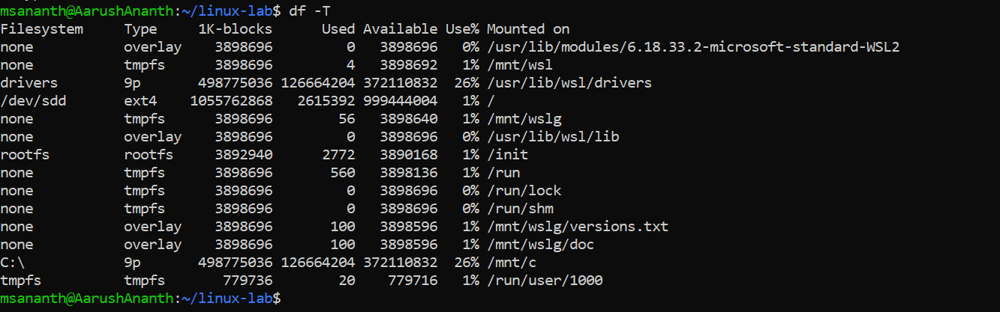 msananth@AarushAnanth:~/linux-lab$ df -T
Filesystem     Type     1K-blocks      Used Available Use% Mounted on
none           overlay    3898696         0   3898696   0% /usr/lib/modules/6.18.33.2-microsoft-standard-WSL2
none           tmpfs      3898696         4   3898692   1% /mnt/wsl
drivers        9p       498775036 126664204 372110832  26% /usr/lib/wsl/drivers
/dev/sdd       ext4    1055762868   2615392 999444004   1% /
none           tmpfs      3898696        56   3898640   1% /mnt/wslg
none           overlay    3898696         0   3898696   0% /usr/lib/wsl/lib
rootfs         rootfs     3892940      2772   3890168   1% /init
none           tmpfs      3898696       560   3898136   1% /run
none           tmpfs      3898696         0   3898696   0% /run/lock
none           tmpfs      3898696         0   3898696   0% /run/shm
none           overlay    3898696       100   3898596   1% /mnt/wslg/versions.txt
none           overlay    3898696       100   3898596   1% /mnt/wslg/doc
C:\            9p       498775036 126664204 372110832  26% /mnt/c
tmpfs          tmpfs       779736        20    779716   1% /run/user/1000
msananth@AarushAnanth:~/linux-lab$